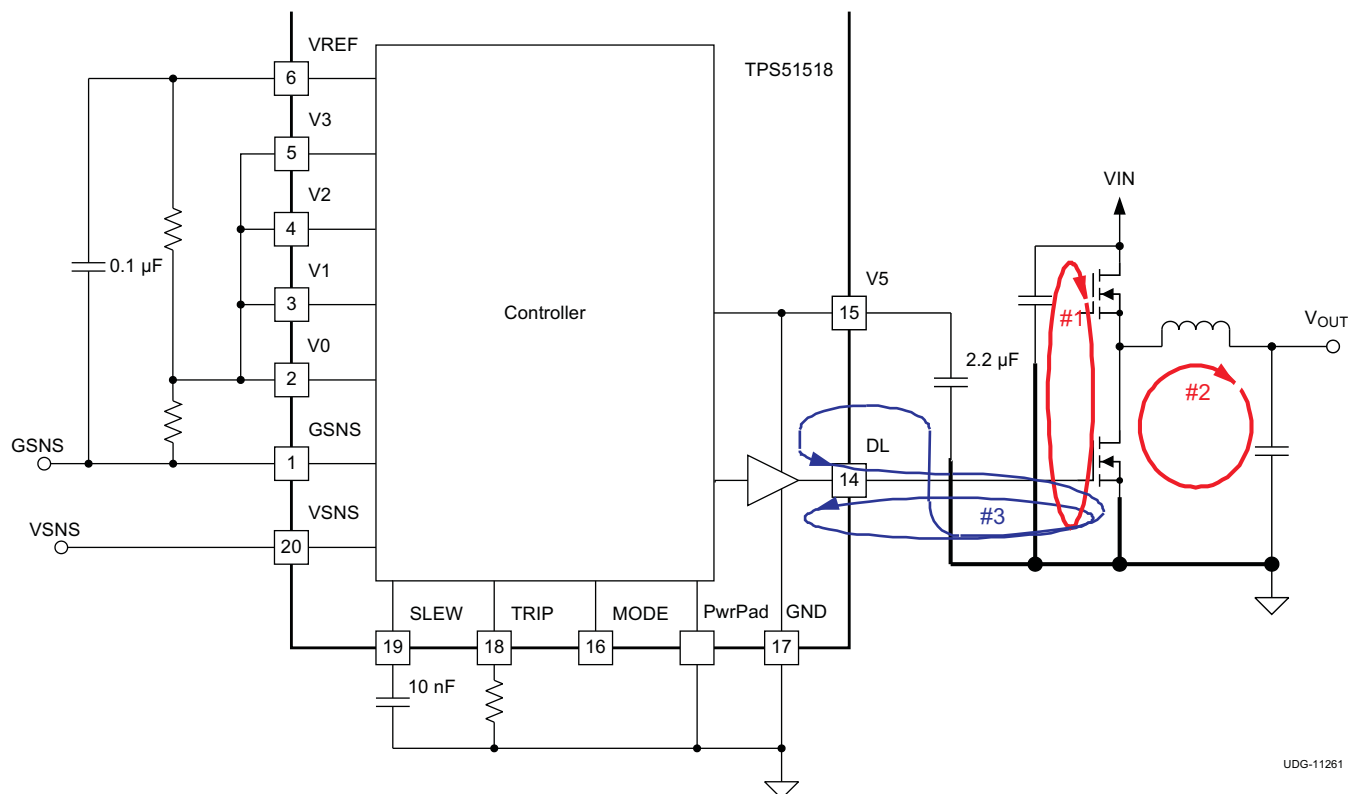 VREF
6
TPS51518
V3
5
V2
4
0.1 µF
V1
3
V0
2
GSNS
GSNS
1
VSNS
VSNS
20
Controller
V5
15
2.2 µF
DL
14
VIN
#1
#2
#3
VOUT
SLEW
TRIP
MODE
PwrPad
GND
19
18
16
17
10 nF
UDG-11261